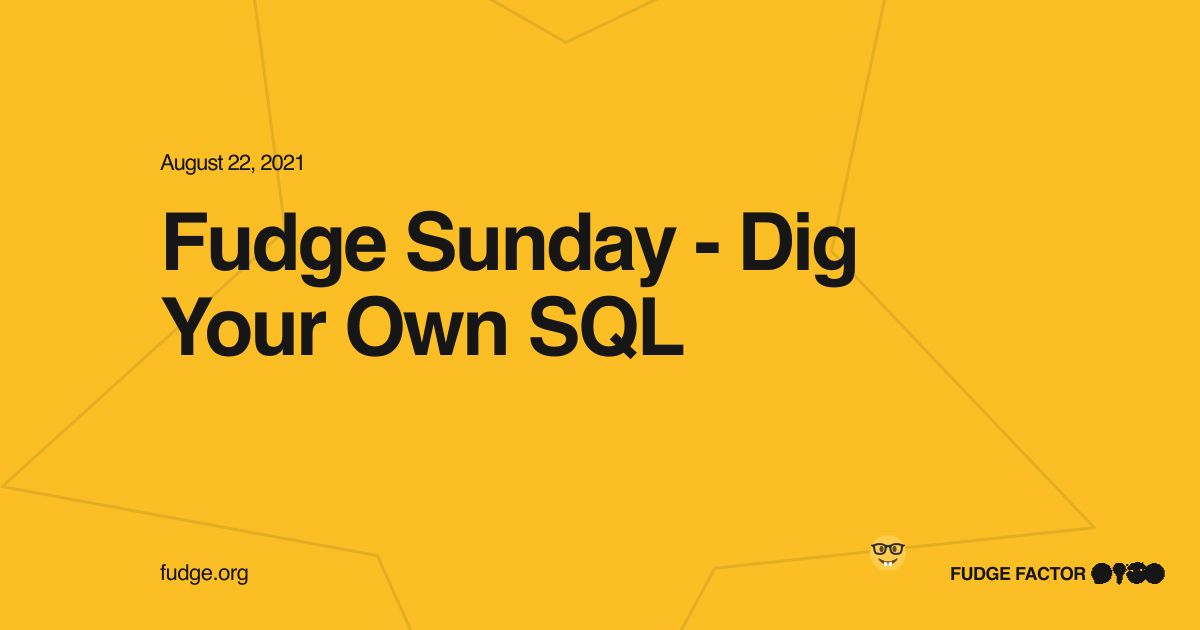 August 22, 2021
Fudge Sunday - Dig
Your Own SQL
fudge.org
FUDGE FACTOR